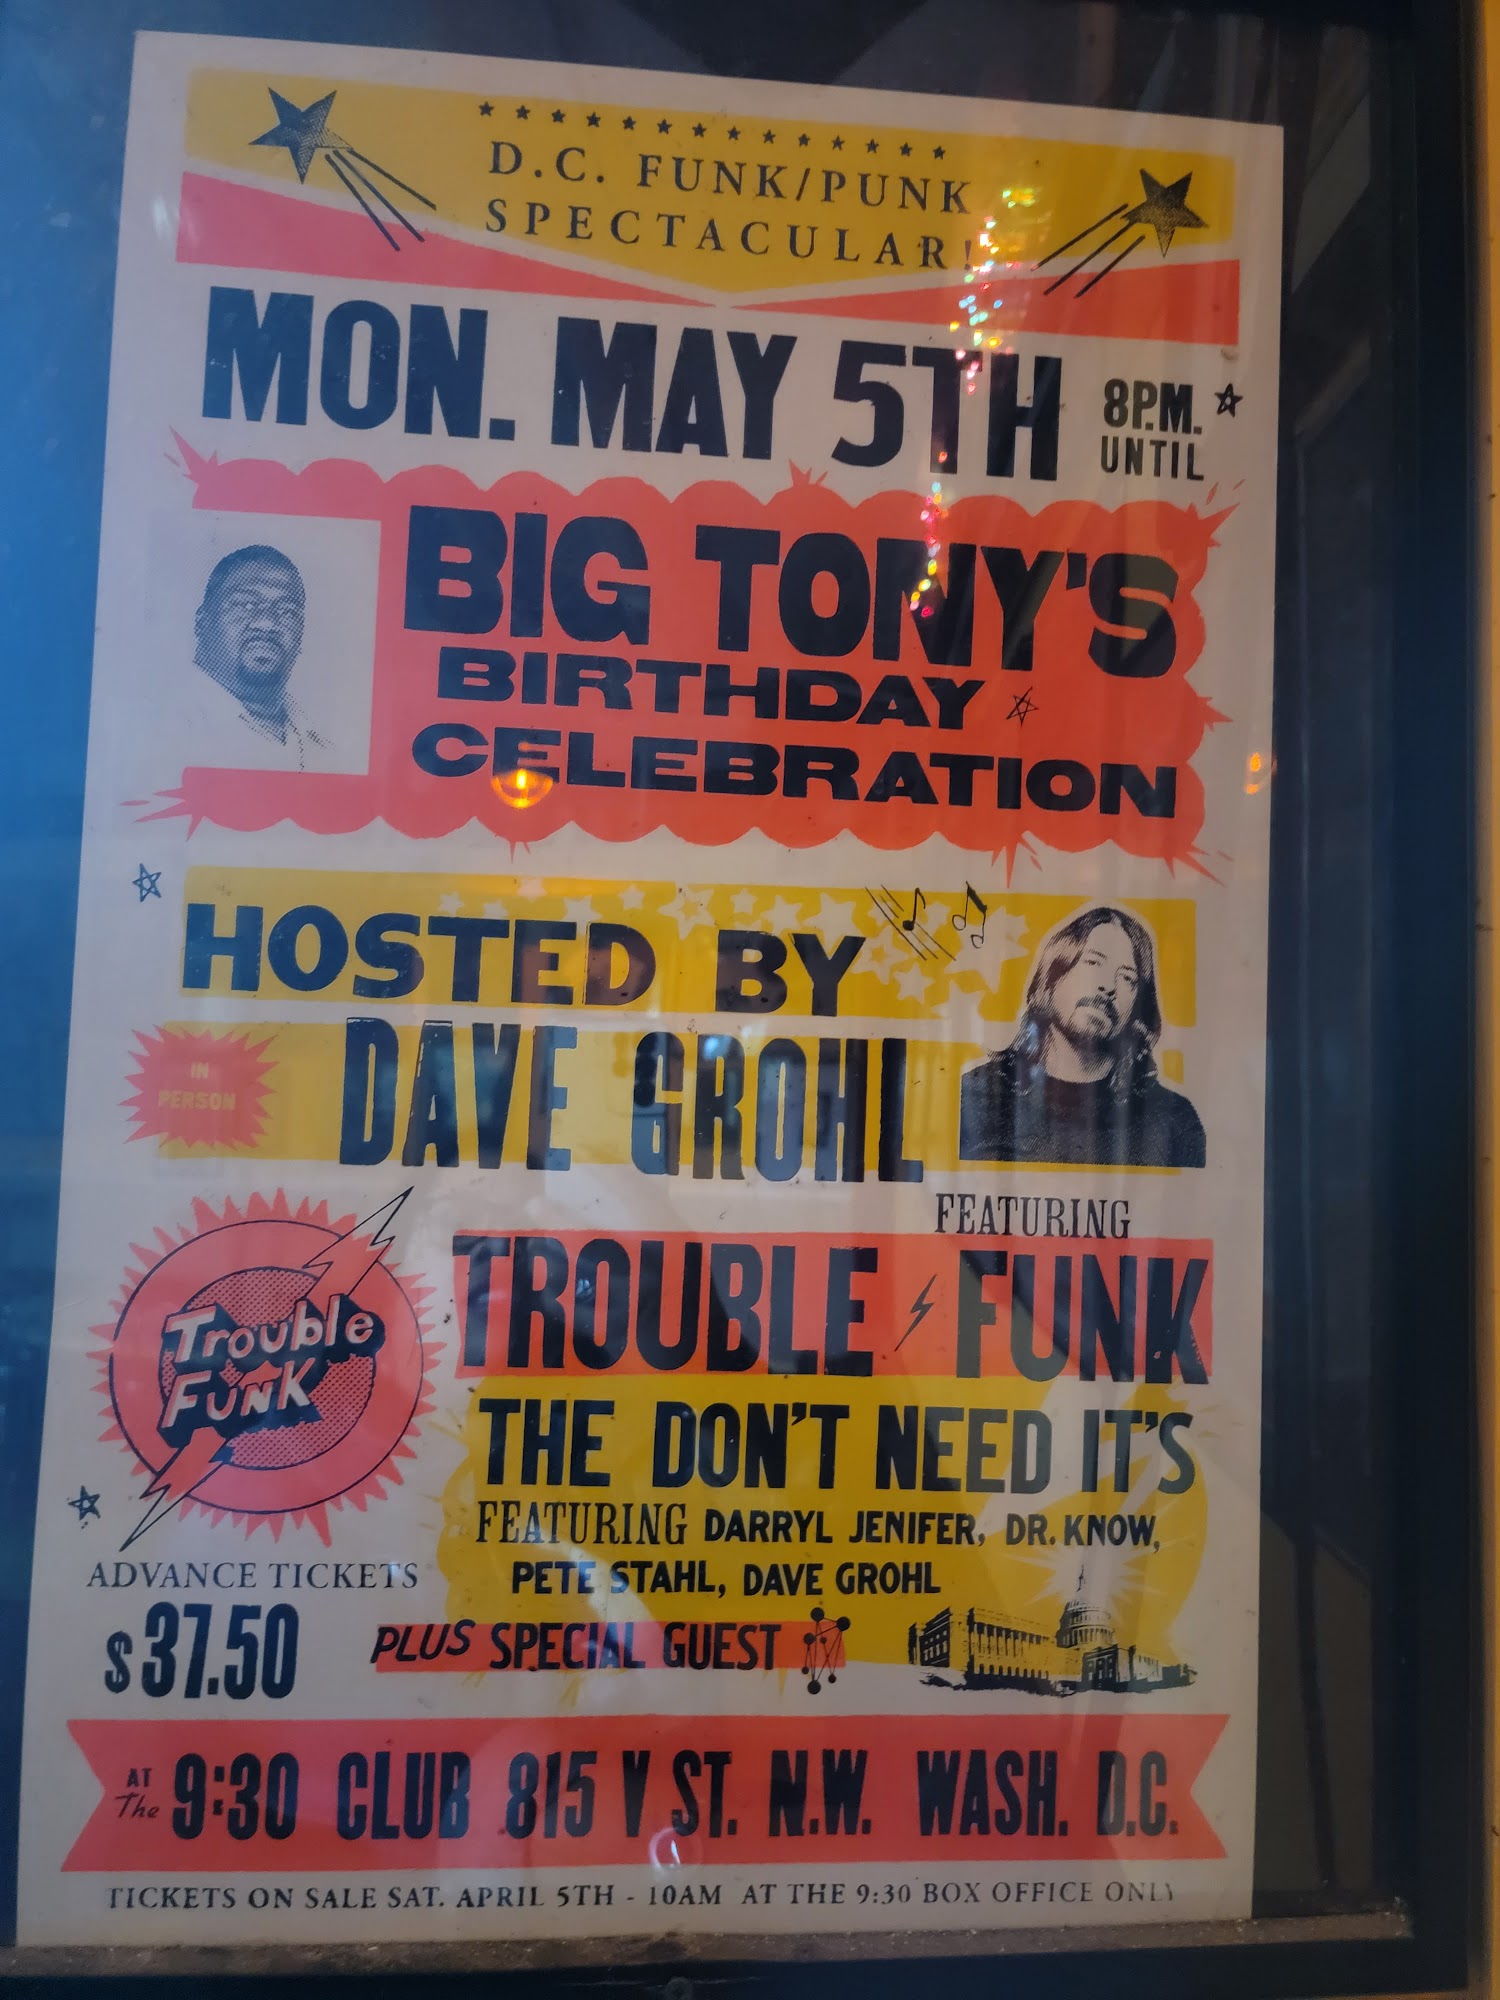 D.C. FUNK/PUNK
SPECTACULAR!
MON. MAY 5TH 8P.M. UNTIL
BIG TONY'S
BIRTHDAY
CELEBRATION
HOSTED BY
IN PERSON
DAVE GROHL
FEATURING
TROUBLE FUNK
Trouble
FUNK
THE DON'T NEED IT'S
FEATURING DARRYL JENIFER, DR. KNOW,
PETE STAHL, DAVE GROHL
ADVANCE TICKETS
$37.50
PLUS SPECIAL GUEST
AT The 9:30 CLUB 815 V ST. N.W. WASH. D.C.
TICKETS ON SALE SAT. APRIL 5TH - 10AM AT THE 9:30 BOX OFFICE ONLY